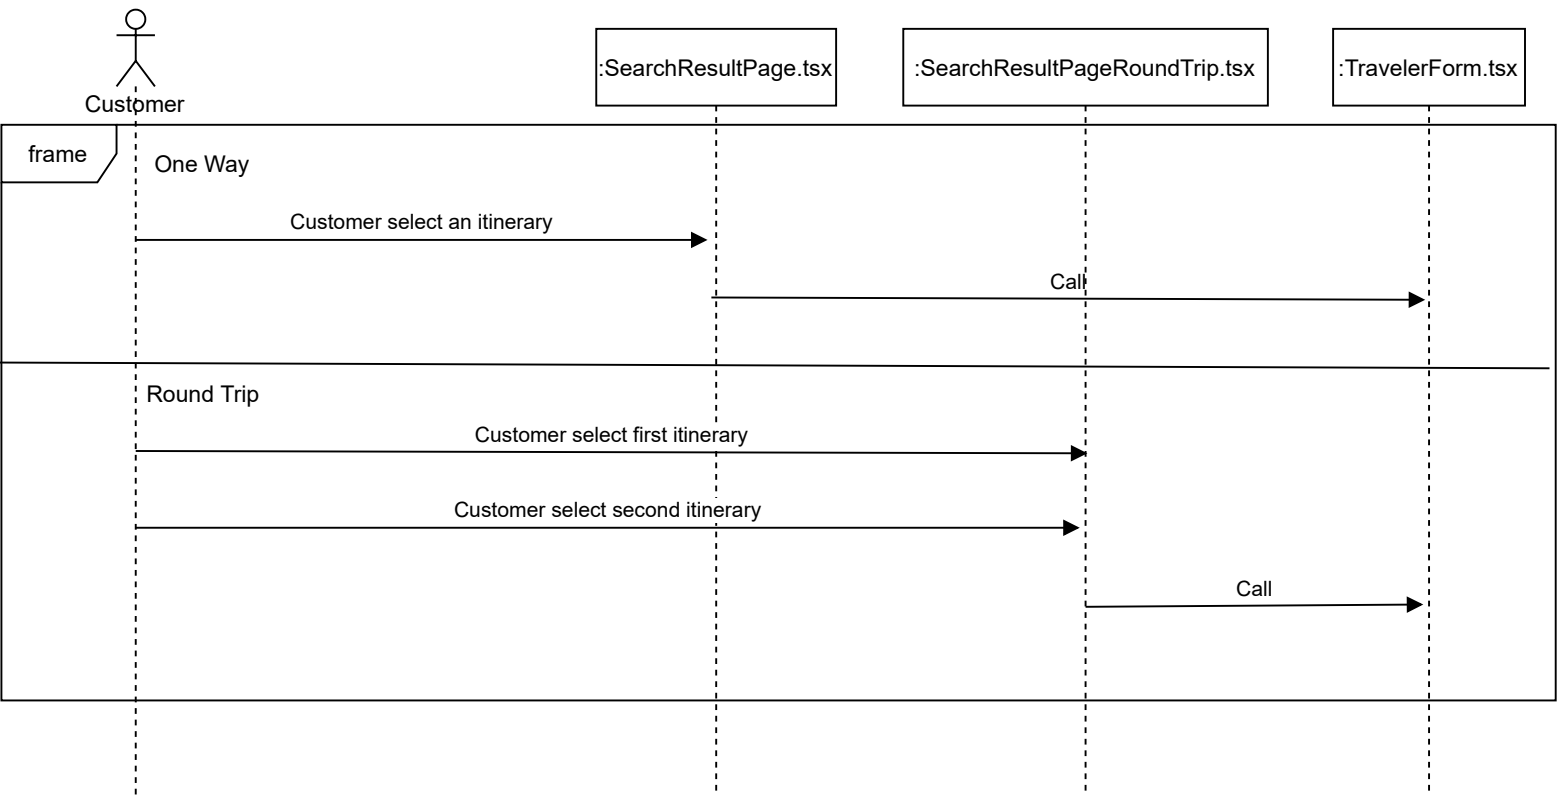 Customer
:SearchResultPage.tsx
:SearchResultPageRoundTrip.tsx
:TravelerForm.tsx
frame
One Way
Customer select an itinerary
Call
Round Trip
Customer select first itinerary
Customer select second itinerary
Call